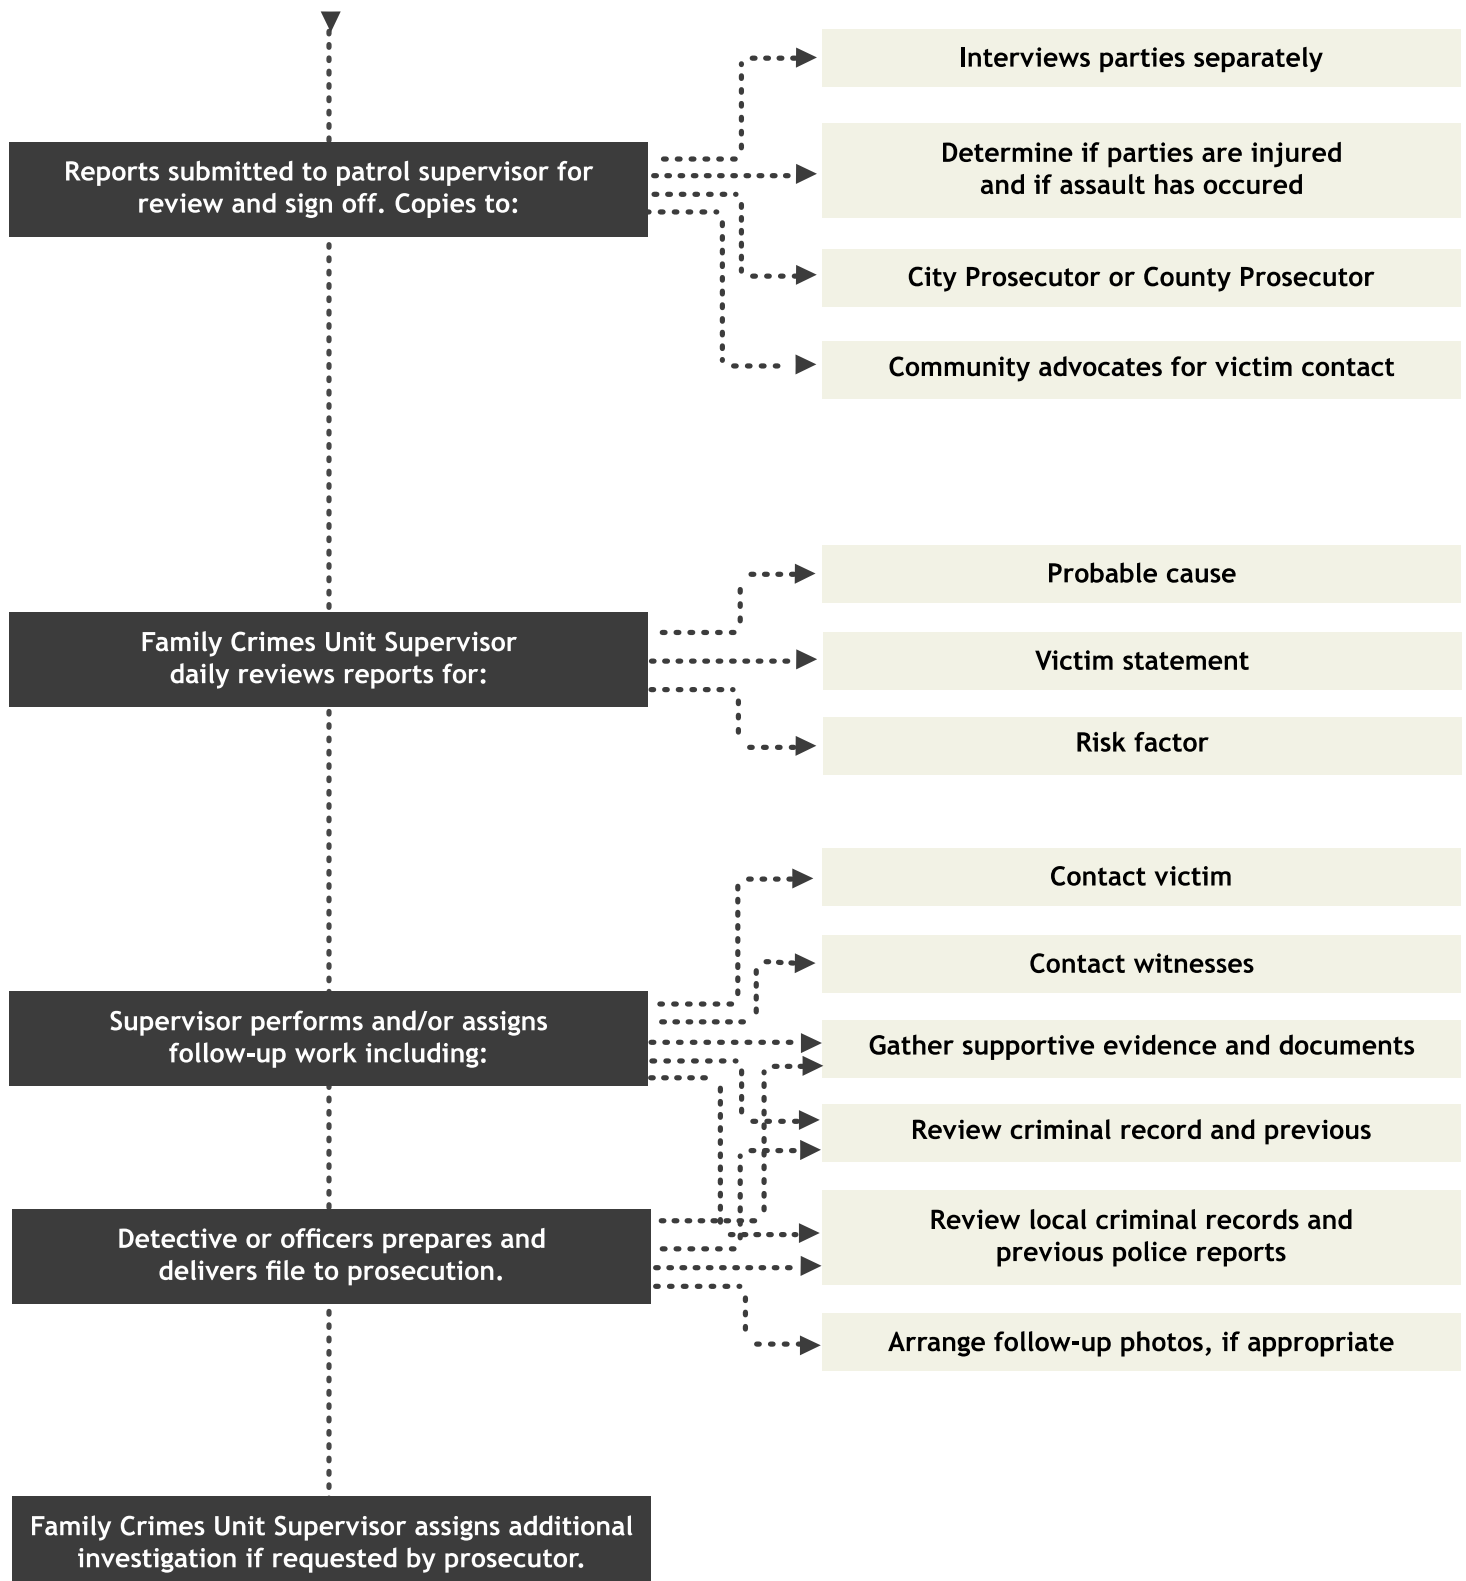 Interviews parties separately
Reports submitted to patrol supervisor for
review and sign off. Copies to:
Determine if parties are injured
and if assault has occured
City Prosecutor or County Prosecutor
Community advocates for victim contact
Family Crimes Unit Supervisor
daily reviews reports for:
Probable cause
Victim statement
Risk factor
Supervisor performs and/or assigns
follow-up work including:
Contact victim
Contact witnesses
Gather supportive evidence and documents
Review criminal record and previous
Detective or officers prepares and
delivers file to prosecution.
Review local criminal records and
previous police reports
Arrange follow-up photos, if appropriate
Family Crimes Unit Supervisor assigns additional
investigation if requested by prosecutor.